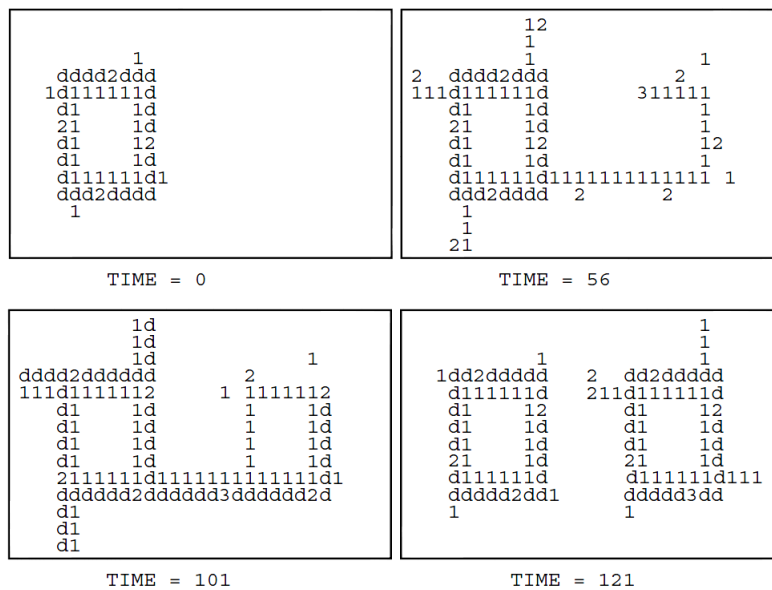 1
dddd2ddd
1d111111d
d1 1d
21 1d
d1 12
d1 1d
d111111d1
ddd2dddd
1
TIME = 0
12
1
1 1
2 dddd2ddd 2
111d111111d 311111
d1 1d 1
21 1d 1
d1 12 12
d1 1d 1
d111111d1111111111111 1
ddd2dddd 2 2
1
1
21
TIME = 56
1d
1d
1d 1
dddd2dddddd 2
111d1111112 1 1111112
d1 1d 1 1d
d1 1d 1 1d
d1 1d 1 1d
d1 1d 1 1d
2111111d1111111111111d1
dddddd2dddddd3dddddd2d
d1
d1
d1
TIME = 101
1
1
1 1
1dd2ddddd 2 dd2ddddd
d111111d 211d111111d
d1 12 d1 12
d1 1d d1 1d
d1 1d d1 1d
21 1d 21 1d
d111111d d111111d111
ddddd2dd1 ddddd3dd
1 1
TIME = 121